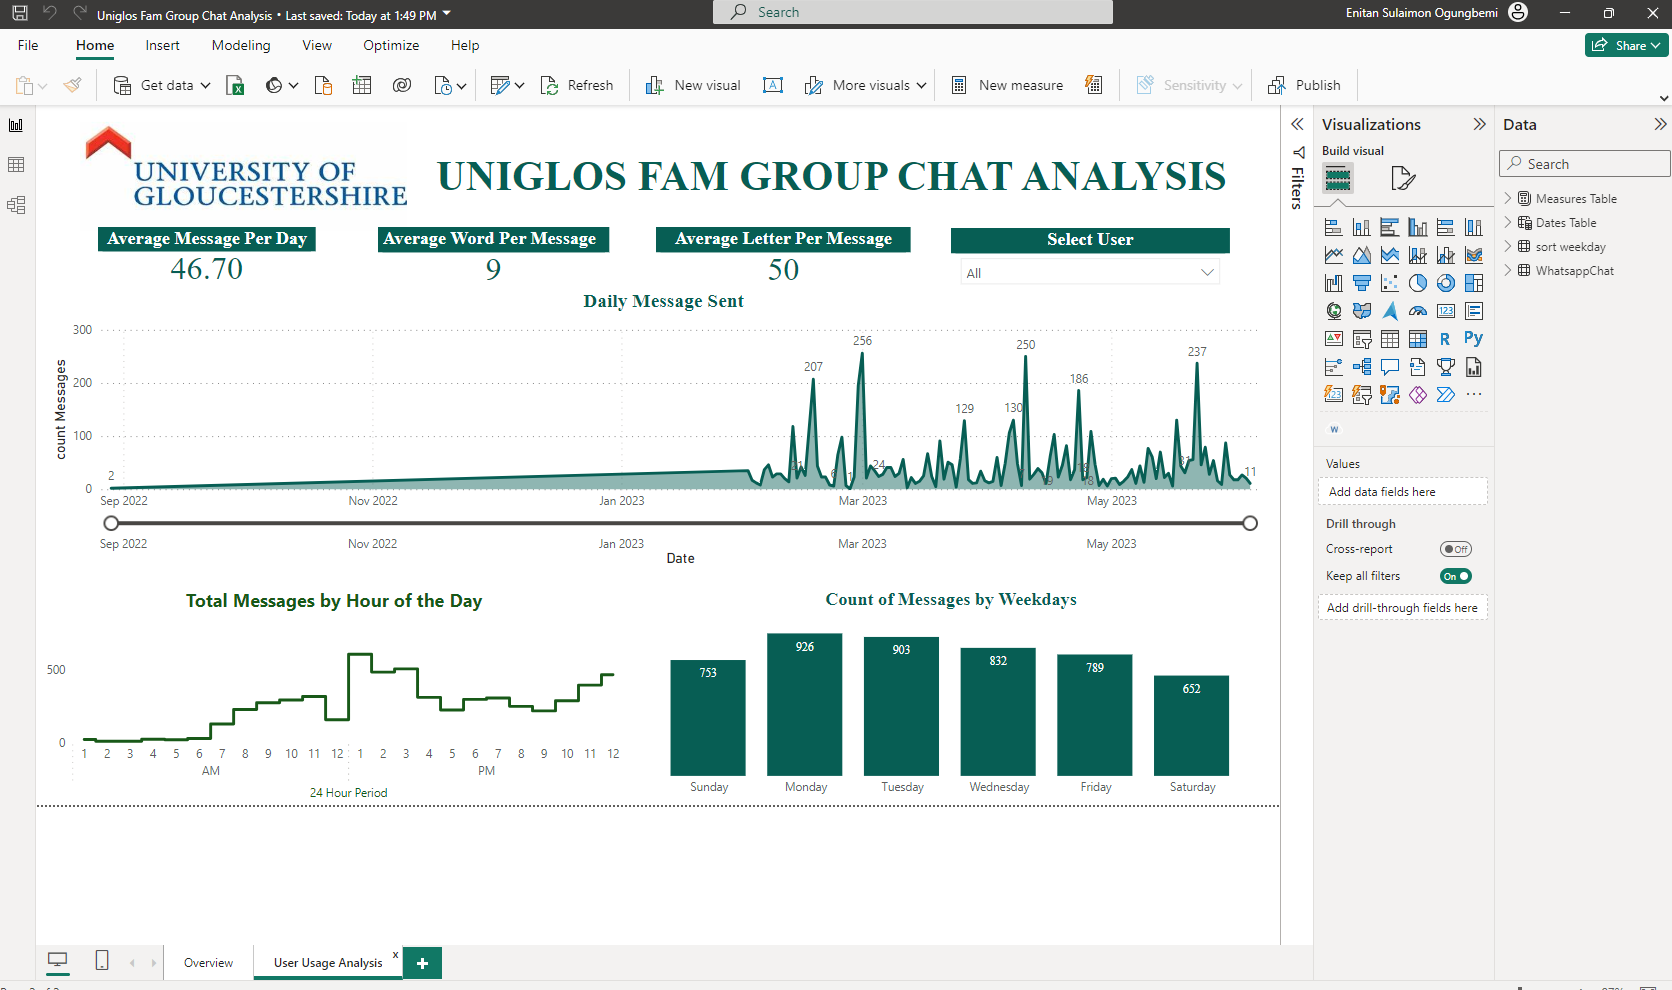 Uniglos Fam Group Chat Analysis • Last saved: Today at 1:49 PM
Search
Enitan Sulaimon Ogungbemi
File Home Insert Modeling View Optimize Help
Share
Get data
Refresh
New visual
More visuals
New measure
Sensitivity
Publish
UNIVERSITY OF
GLOUCESTERSHIRE
UNIGLOS FAM GROUP CHAT ANALYSIS
Average Message Per Day
46.70
Average Word Per Message
9
Average Letter Per Message
50
Select User
All
Daily Message Sent
count Messages
300
200
100
0
2
207
256
24
129
130
250
186
237
11
Sep 2022 Nov 2022 Jan 2023 Mar 2023 May 2023
Sep 2022 Nov 2022 Jan 2023 Mar 2023 May 2023
Date
Total Messages by Hour of the Day
500
0
1 2 3 4 5 6 7 8 9 10 11 12 1 2 3 4 5 6 7 8 9 10 11 12
AM PM
24 Hour Period
Count of Messages by Weekdays
753 926 903 832 789 652
Sunday Monday Tuesday Wednesday Friday Saturday
Overview
User Usage Analysis x
+
Filters
Visualizations
Build visual
123
R Py
123
W
Values
Add data fields here
Drill through
Cross-report Off
Keep all filters On
Add drill-through fields here
Data
Search
Measures Table
Dates Table
sort weekday
WhatsappChat